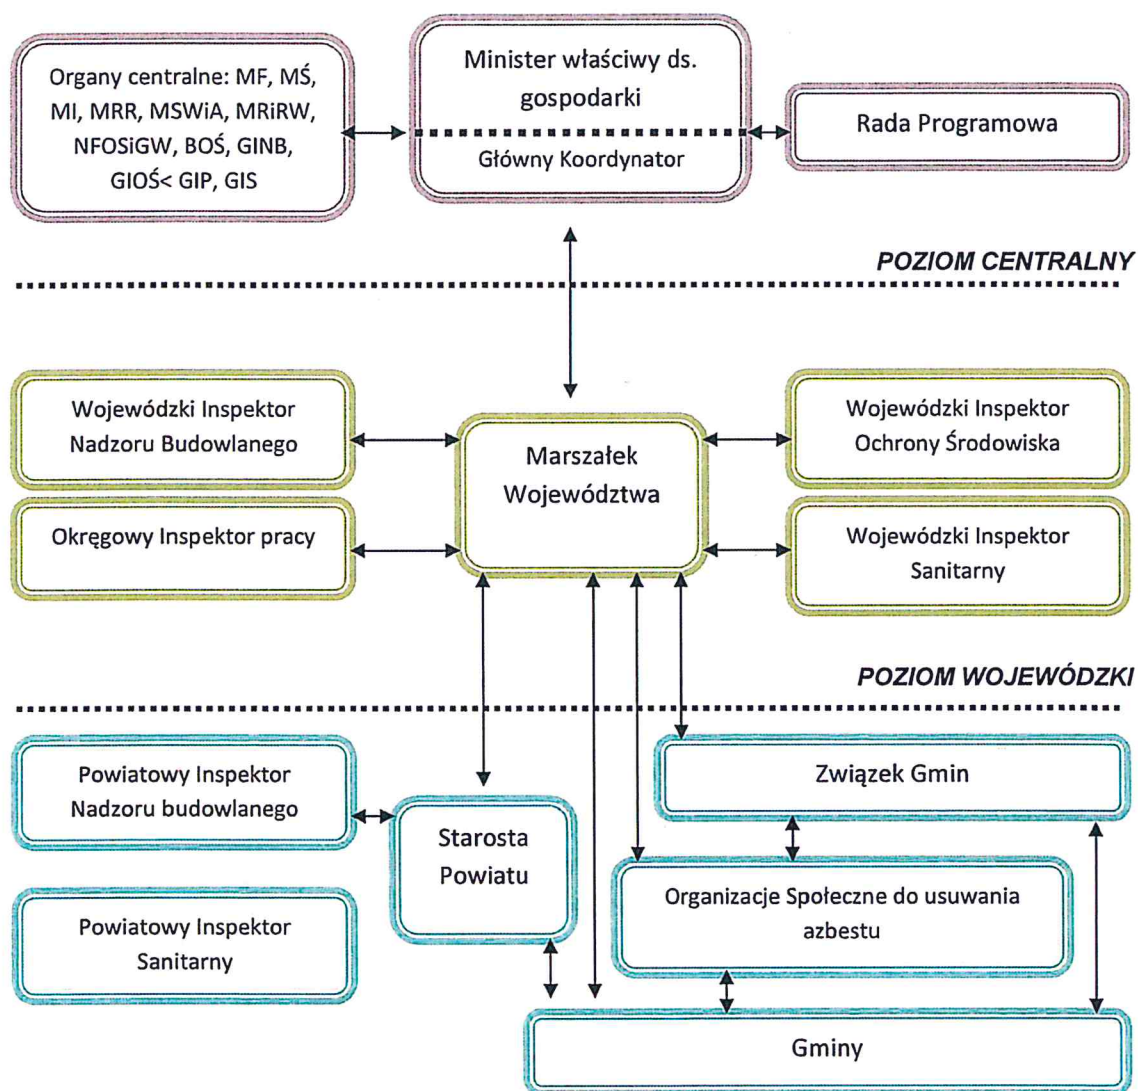 Organy centralne: MF, MŚ,
MI, MRR, MSWiA, MRiRW,
NFOSiGW, BOŚ, GINB,
GIOŚ< GIP, GIS
Minister właściwy ds.
gospodarki
Główny Koordynator
Rada Programowa
POZIOM CENTRALNY
Wojewódzki Inspektor
Nadzoru Budowlanego
Okręgowy Inspektor pracy
Marszałek
Województwa
Wojewódzki Inspektor
Ochrony Środowiska
Wojewódzki Inspektor
Sanitarny
POZIOM WOJEWÓDZKI
Powiatowy Inspektor
Nadzoru budowlanego
Powiatowy Inspektor
Sanitarny
Starosta
Powiatu
Związek Gmin
Organizacje Społeczne do usuwania
azbestu
Gminy